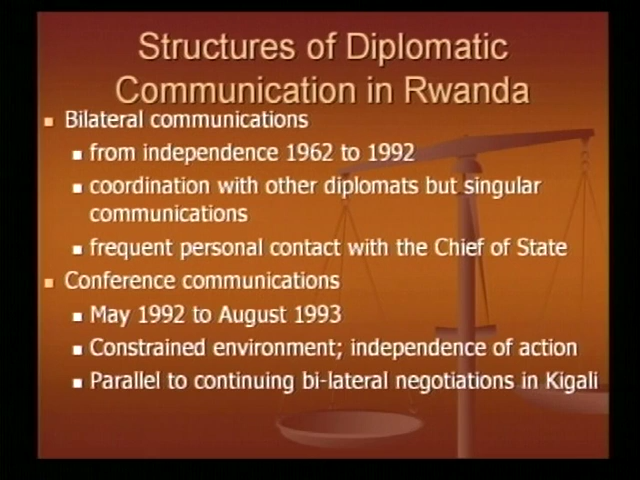 Structures of Diplomatic
Communication in Rwanda
Bilateral communications
from independence 1962 to 1992
coordination with other diplomats but singular
communications
frequent personal contact with the Chief of State
Conference communications
May 1992 to August 1993
Constrained environment; independence of action
Parallel to continuing bi-lateral negotiations in Kigali